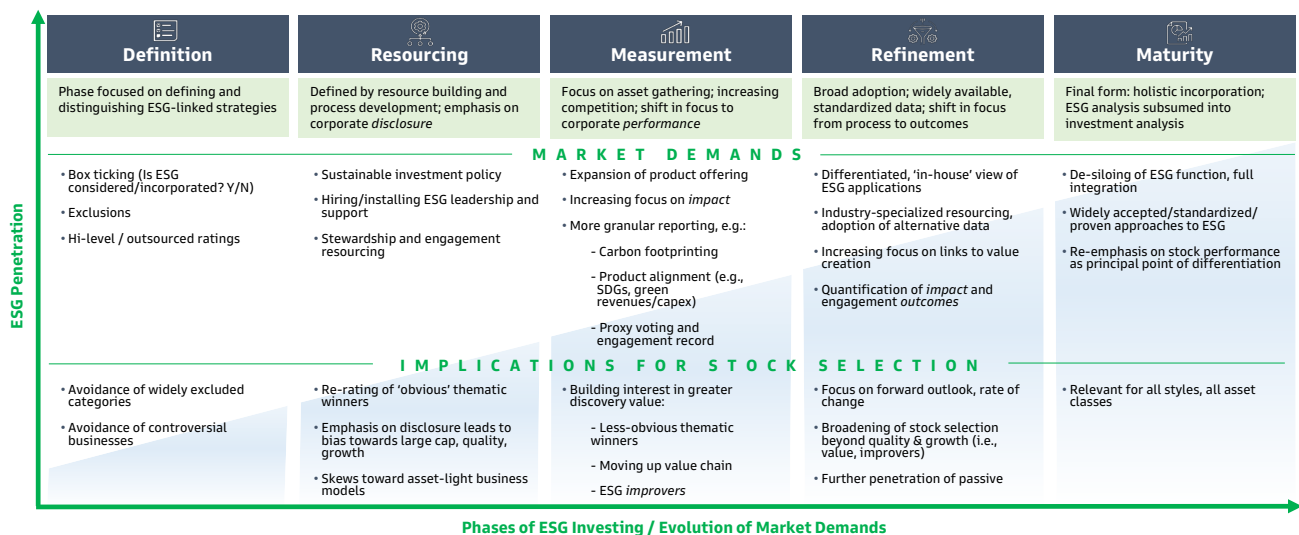 Definition
Resourcing
Measurement
Refinement
Maturity
Phase focused on defining and
distinguishing ESG-linked strategies
Defined by resource building and
process development; emphasis on
corporate disclosure
Focus on asset gathering; increasing
competition; shift in focus to
corporate performance
Broad adoption; widely available,
standardized data; shift in focus
from process to outcomes
Final form: holistic incorporation;
ESG analysis subsumed into
investment analysis
MARKET DEMANDS
• Box ticking (Is ESG
considered/incorporated? Y/N)
• Exclusions
• Hi-level / outsourced ratings
• Sustainable investment policy
• Hiring/installing ESG leadership and
support
• Stewardship and engagement
resourcing
• Expansion of product offering
• Increasing focus on impact
• More granular reporting, e.g.:
- Carbon footprinting
- Product alignment (e.g.,
SDGs, green
revenues/capex)
- Proxy voting and
engagement record
• Differentiated, ‘in-house’ view of
ESG applications
• Industry-specialized resourcing,
adoption of alternative data
• Increasing focus on links to value
creation
• Quantification of impact and
engagement outcomes
• De-siloing of ESG function, full
integration
• Widely accepted/standardized/
proven approaches to ESG
• Re-emphasis on stock performance
as principal point of differentiation
IMPLICATIONS FOR STOCK SELECTION
• Avoidance of widely excluded
categories
• Avoidance of controversial
businesses
• Re-rating of ‘obvious’ thematic
winners
• Emphasis on disclosure leads to
bias towards large cap, quality,
growth
• Skews toward asset-light business
models
• Building interest in greater
discovery value:
- Less-obvious thematic
winners
- Moving up value chain
- ESG improvers
• Focus on forward outlook, rate of
change
• Broadening of stock selection
beyond quality & growth (i.e.,
value, improvers)
• Further penetration of passive
• Relevant for all styles, all asset
classes
ESG Penetration
Phases of ESG Investing / Evolution of Market Demands